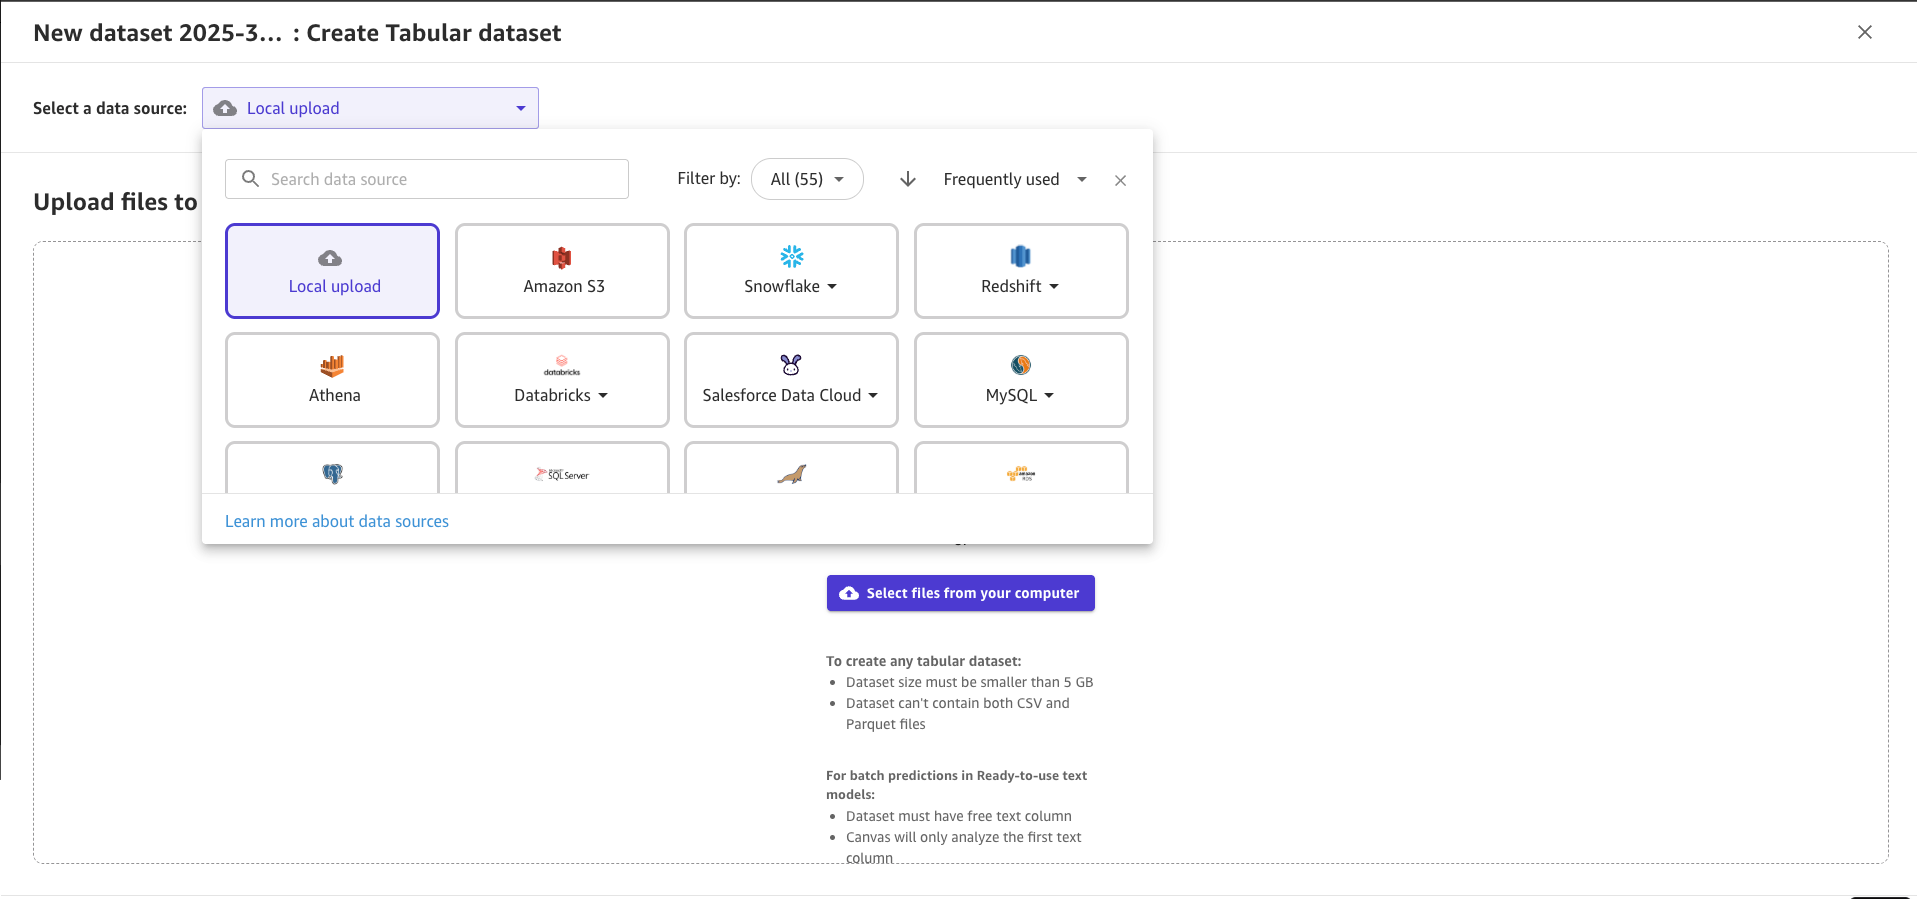 New dataset 2025-3... : Create Tabular dataset
Select a data source:
Local upload
Search data source
Filter by:
All (55)
Frequently used
Upload files to
Local upload
Amazon S3
Snowflake
Redshift
Athena
databricks
Databricks
Salesforce Data Cloud
MySQL
SQL Server
amazon
RDS
Learn more about data sources
Select files from your computer
To create any tabular dataset:
• Dataset size must be smaller than 5 GB
• Dataset can't contain both CSV and
Parquet files
For batch predictions in Ready-to-use text
models:
• Dataset must have free text column
• Canvas will only analyze the first text
column